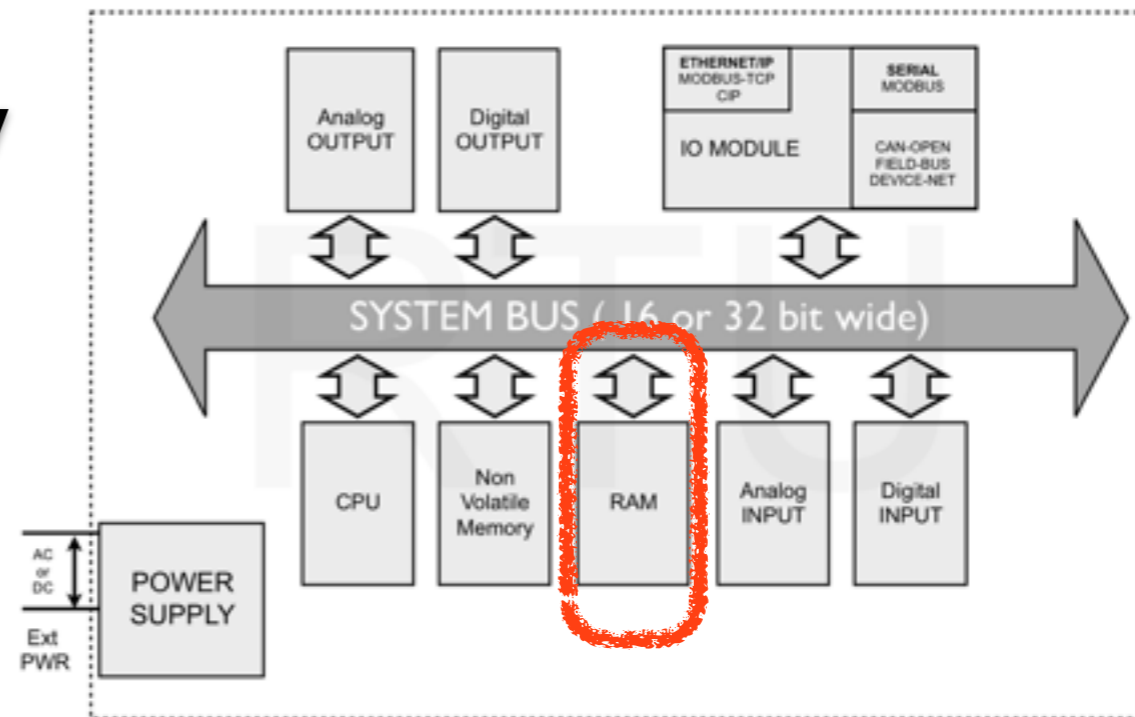 Analog
OUTPUT
Digital
OUTPUT
ETHERNET/IP
MODBUS-TCP
CIP
SERIAL
MODBUS
IO MODULE
CAN-OPEN
FIELD-BUS
DEVICE-NET
RTU
SYSTEM BUS ( 16 or 32 bit wide)
CPU
Non
Volatile
Memory
RAM
Analog
INPUT
Digital
INPUT
AC
or
DC
POWER
SUPPLY
Ext
PWR